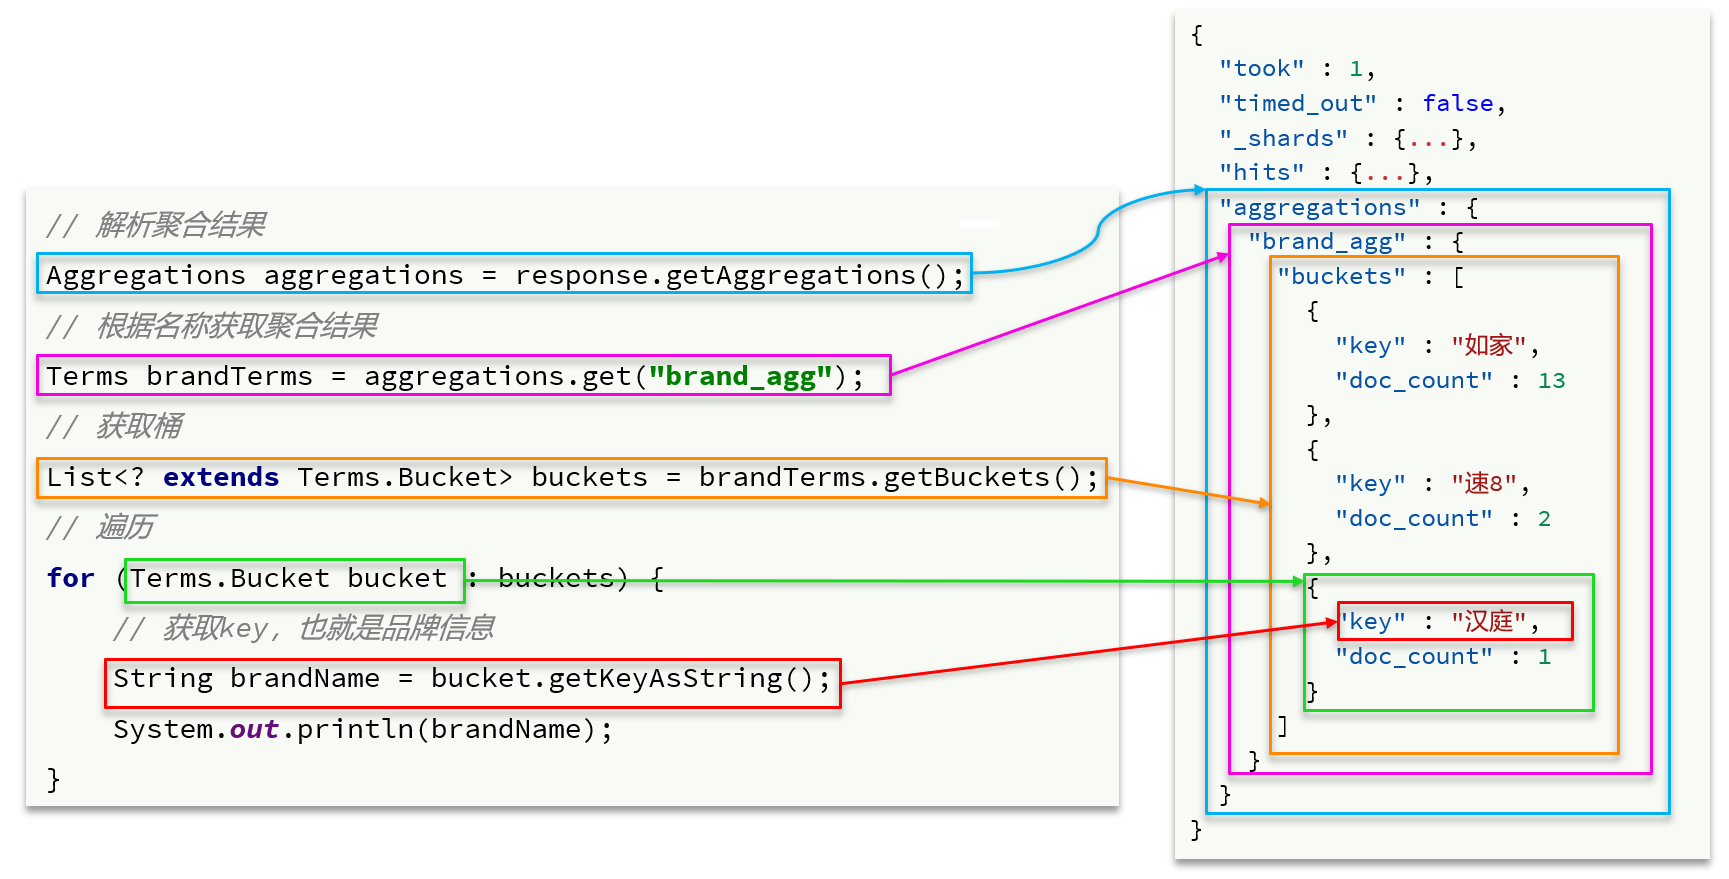 // 解析聚合结果
Aggregations aggregations = response.getAggregations();
// 根据名称获取聚合结果
Terms brandTerms = aggregations.get("brand_agg");
// 获取桶
List<? extends Terms.Bucket> buckets = brandTerms.getBuckets();
// 遍历
for (Terms.Bucket bucket : buckets) {
    // 获取key, 也就是品牌信息
    String brandName = bucket.getKeyAsString();
    System.out.println(brandName);
}
{
  "took" : 1,
  "timed_out" : false,
  "_shards" : {...},
  "hits" : {...},
  "aggregations" : {
    "brand_agg" : {
      "buckets" : [
        {
          "key" : "如家",
          "doc_count" : 13
        },
        {
          "key" : "速8",
          "doc_count" : 2
        },
        {
          "key" : "汉庭",
          "doc_count" : 1
        }
      ]
    }
  }
}